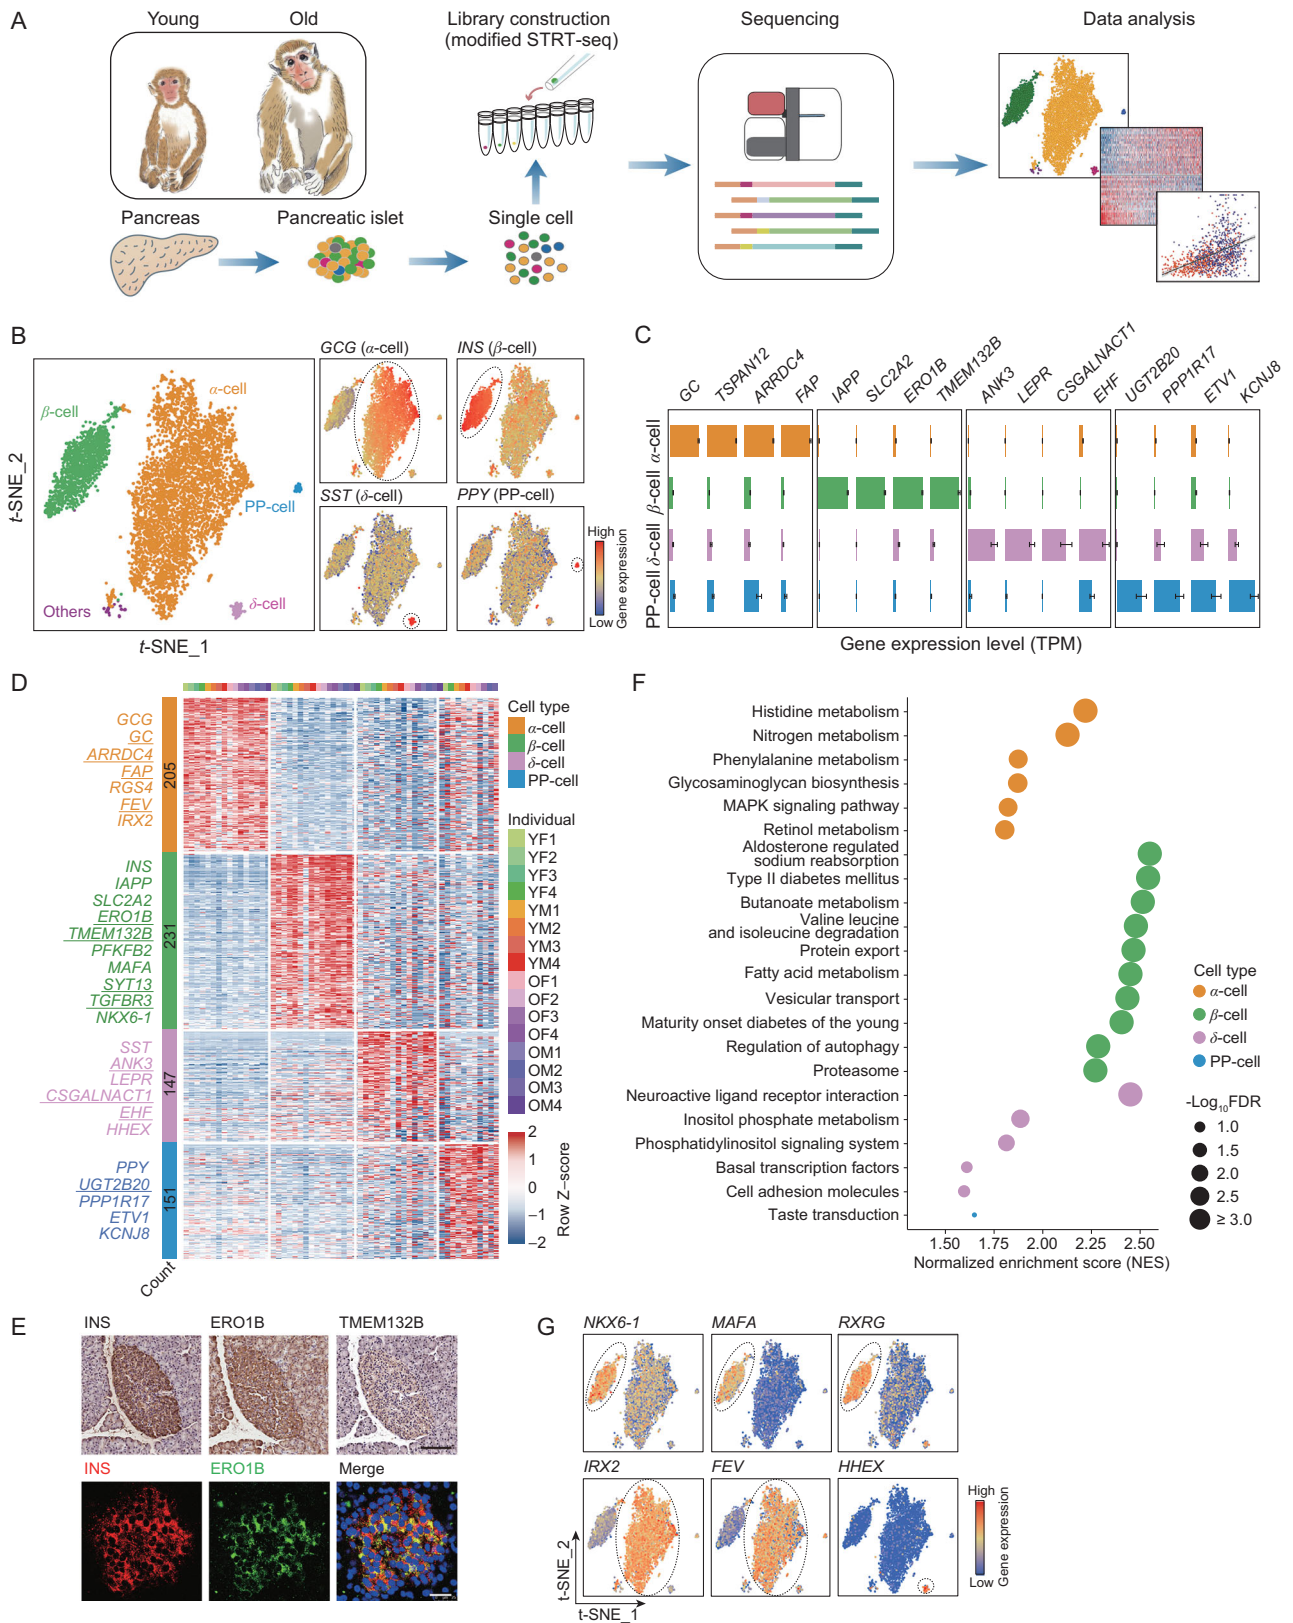 A
Young
Old
Library construction
(modified STRT-seq)
Sequencing
Data analysis
Pancreas
Pancreatic islet
Single cell
B
α-cell
β-cell
PP-cell
Others
δ-cell
t-SNE_2
t-SNE_1
GCG (α-cell)
INS (β-cell)
SST (δ-cell)
PPY (PP-cell)
High
Low
Gene expression
C
GC
TSPAN12
ARRDC4
FAP
IAPP
SLC2A2
ERO1B
TMEM132B
ANK3
LEPR
CSGALNACT1
EHF
UGT2B20
PPP1R17
ETV1
KCNJ8
α-cell
β-cell
δ-cell
PP-cell
Gene expression level (TPM)
D
GCG
GC
ARRDC4
FAP
RGS4
FEV
IRX2
205
INS
IAPP
SLC2A2
ERO1B
TMEM132B
PFKFB2
MAFA
SYT13
TGFBR3
NKX6-1
231
SST
ANK3
LEPR
CSGALNACT1
EHF
HHEX
147
PPY
UGT2B20
PPP1R17
ETV1
KCNJ8
151
Count
Cell type
α-cell
β-cell
δ-cell
PP-cell
Individual
YF1
YF2
YF3
YF4
YM1
YM2
YM3
YM4
OF1
OF2
OF3
OF4
OM1
OM2
OM3
OM4
2
1
0
–1
–2
Row Z–score
F
Histidine metabolism
Nitrogen metabolism
Phenylalanine metabolism
Glycosaminoglycan biosynthesis
MAPK signaling pathway
Retinol metabolism
Aldosterone regulated
sodium reabsorption
Type II diabetes mellitus
Butanoate metabolism
Valine leucine
and isoleucine degradation
Protein export
Fatty acid metabolism
Vesicular transport
Maturity onset diabetes of the young
Regulation of autophagy
Proteasome
Neuroactive ligand receptor interaction
Inositol phosphate metabolism
Phosphatidylinositol signaling system
Basal transcription factors
Cell adhesion molecules
Taste transduction
1.50
1.75
2.00
2.25
2.50
Normalized enrichment score (NES)
Cell type
α-cell
β-cell
δ-cell
PP-cell
-Log10FDR
1.0
1.5
2.0
2.5
≥ 3.0
E
INS
ERO1B
TMEM132B
INS
ERO1B
Merge
G
NKX6-1
MAFA
RXRG
IRX2
FEV
HHEX
t-SNE_2
t-SNE_1
High
Low
Gene expression